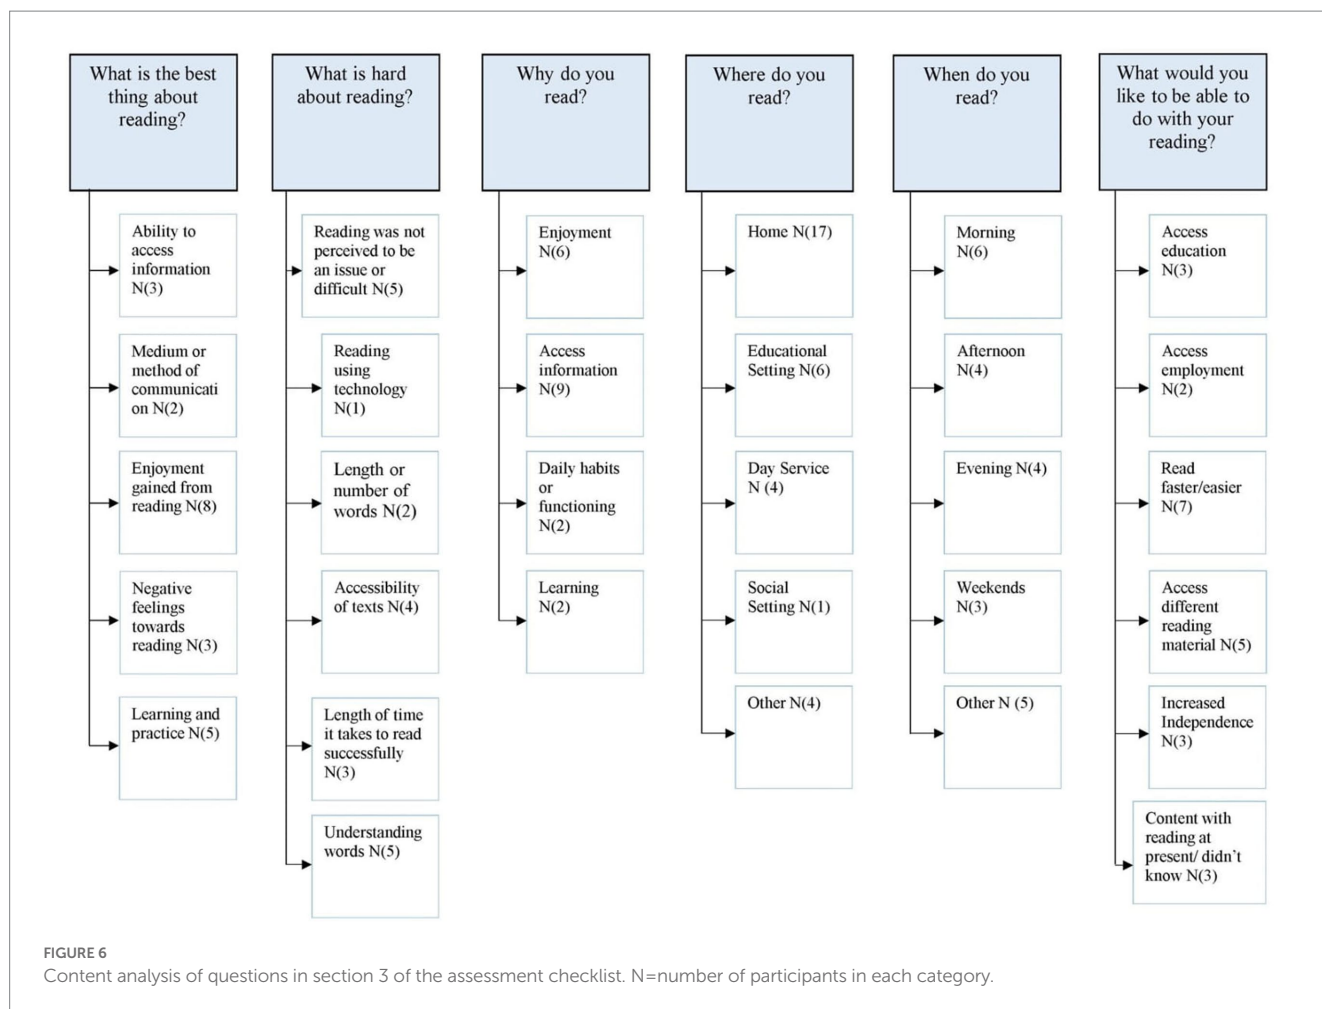 What is the best
thing about
reading?
Ability to
access
information
N(3)
Medium or
method of
communicati
on N(2)
Enjoyment
gained from
reading N(8)
Negative
feelings
towards
reading N(3)
Learning and
practice N(5)
What is hard
about reading?
Reading was not
perceived to be
an issue or
difficult N(5)
Reading
using
technology
N(1)
Length or
number of
words N(2)
Accessibility
of texts N(4)
Length of time
it takes to read
successfully
N(3)
Understanding
words N(5)
Why do you
read?
Enjoyment
N(6)
Access
information
N(9)
Daily habits
or
functioning
N(2)
Learning
N(2)
Where do you
read?
Home N(17)
Educational
Setting N(6)
Day Service
N (4)
Social
Setting N(1)
Other N(4)
When do you
read?
Morning
N(6)
Afternoon
N(4)
Evening N(4)
Weekends
N(3)
Other N (5)
What would you
like to be able to
do with your
reading?
Access
education
N(3)
Access
employment
N(2)
Read
faster/easier
N(7)
Access
different
reading
material N(5)
Increased
Independence
N(3)
Content with
reading at
present/ didn't
know N(3)
FIGURE 6
Content analysis of questions in section 3 of the assessment checklist. N=number of participants in each category.